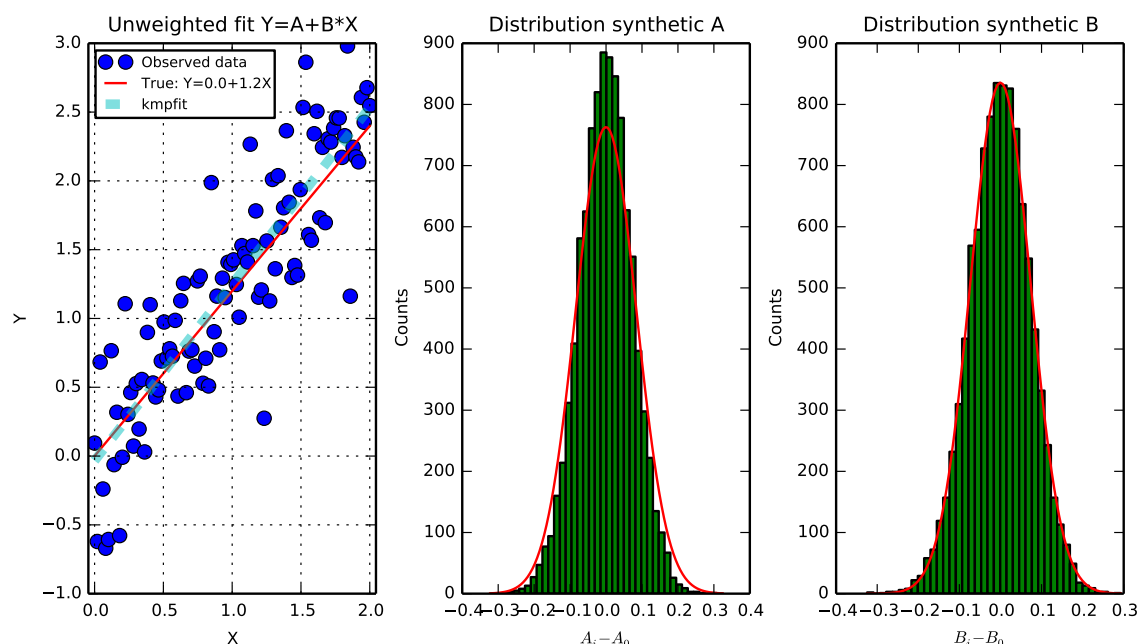 Unweighted fit Y=A+B*X
Observed data
True: Y=0.0+1.2X
kmpfit
3.0
2.5
2.0
1.5
1.0
0.5
0.0
−0.5
−1.0
Y
0.0 0.5 1.0 1.5 2.0
X
Distribution synthetic A
900
800
700
600
500
400
300
200
100
0
Counts
−0.4 −0.3 −0.2 −0.1 0.0 0.1 0.2 0.3 0.4
A_i − A_0
Distribution synthetic B
900
800
700
600
500
400
300
200
100
0
Counts
−0.4 −0.3 −0.2 −0.1 0.0 0.1 0.2 0.3
B_i − B_0